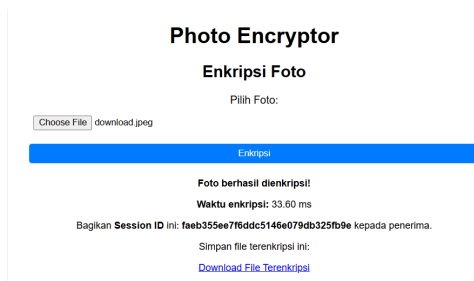 Photo Encryptor
Enkripsi Foto
Pilih Foto:
Choose File download.jpeg
Enkripsi
Foto berhasil dienkripsi!
Waktu enkripsi: 33.60 ms
Bagikan Session ID ini: faeb355ee7f6ddc5146e079db325fb9e kepada penerima.
Simpan file terenkripsi ini:
Download File Terenkripsi